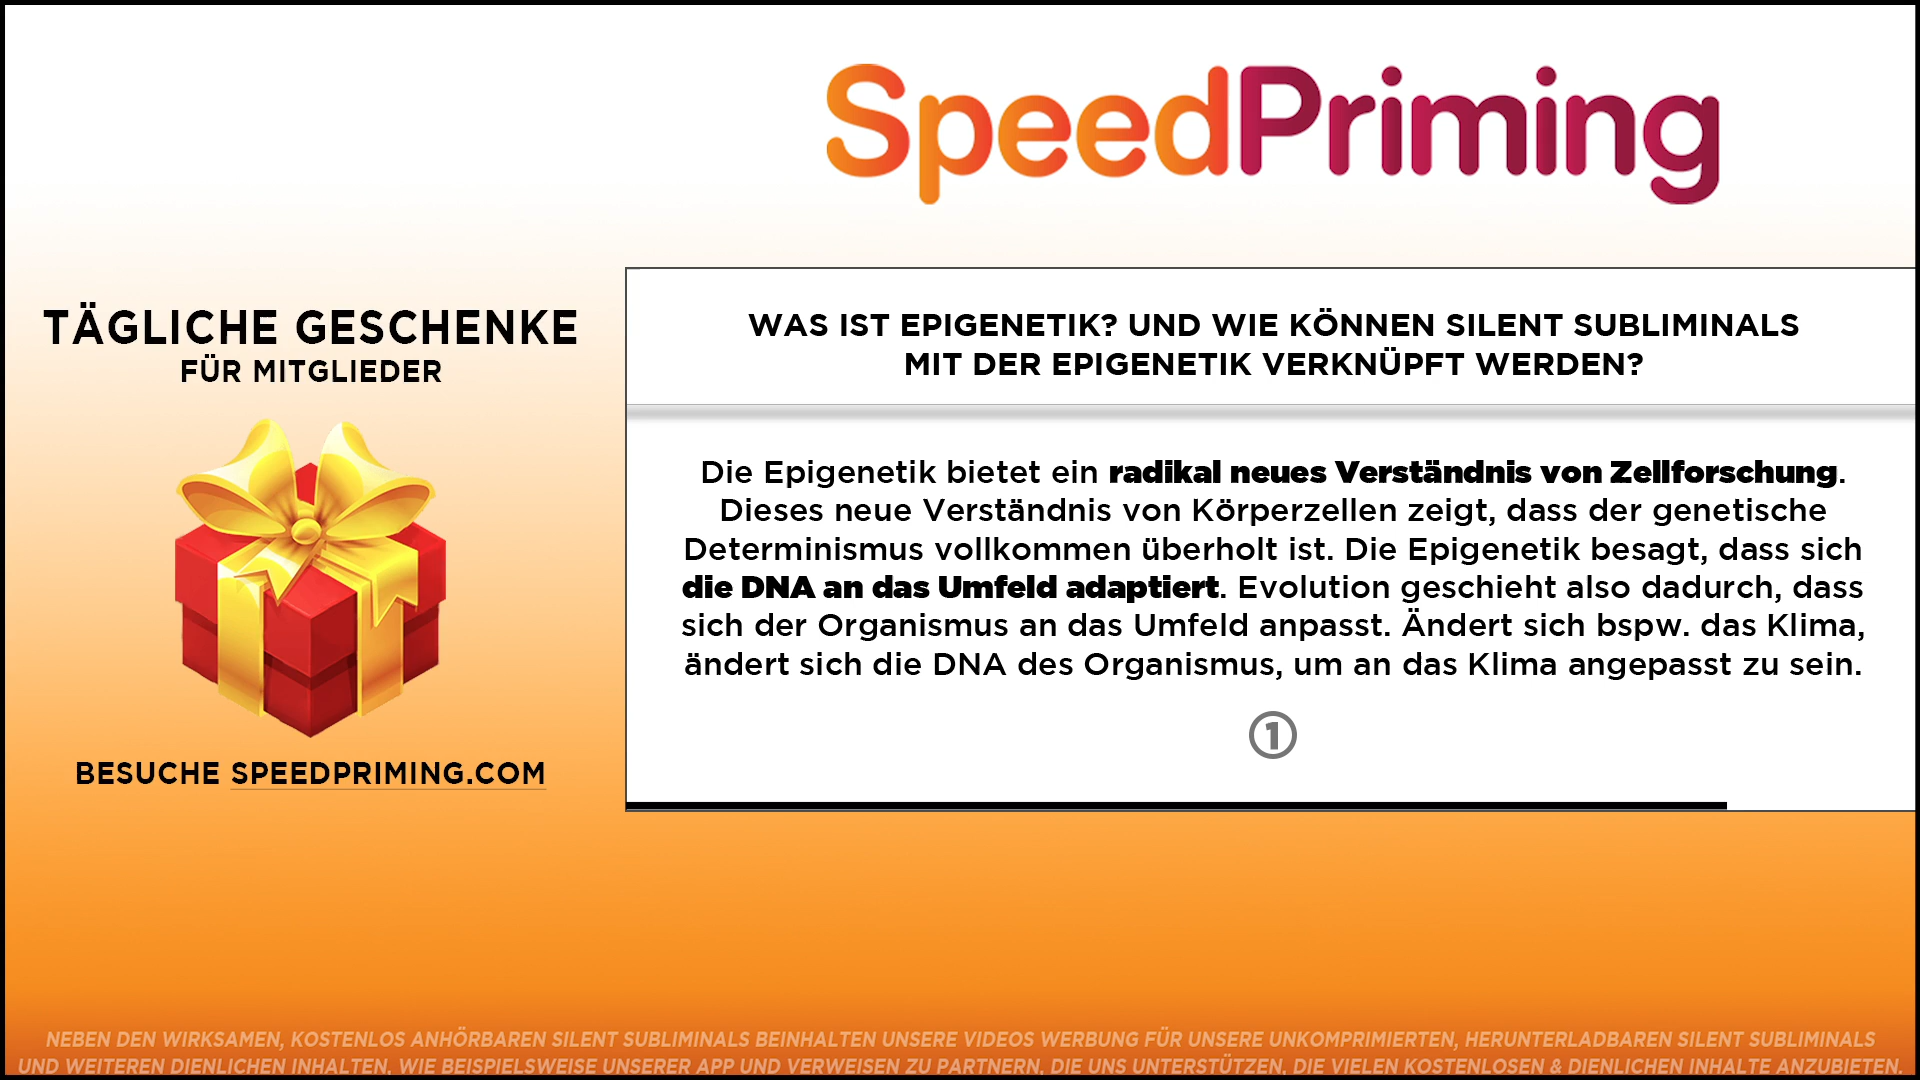 SpeedPriming
TÄGLICHE GESCHENKE
FÜR MITGLIEDER
BESUCHE SPEEDPRIMING.COM
WAS IST EPIGENETIK? UND WIE KÖNNEN SILENT SUBLIMINALS
MIT DER EPIGENETIK VERKNÜPFT WERDEN?
Die Epigenetik bietet ein radikal neues Verständnis von Zellforschung.
Dieses neue Verständnis von Körperzellen zeigt, dass der genetische
Determinismus vollkommen überholt ist. Die Epigenetik besagt, dass sich
die DNA an das Umfeld adaptiert. Evolution geschieht also dadurch, dass
sich der Organismus an das Umfeld anpasst. Ändert sich bspw. das Klima,
ändert sich die DNA des Organismus, um an das Klima angepasst zu sein.
①
NEBEN DEN WIRKSAMEN, KOSTENLOS ANHÖRBAREN SILENT SUBLIMINALS BEINHALTEN UNSERE VIDEOS WERBUNG FÜR UNSERE UNKOMPRIMIERTEN, HERUNTERLADBAREN SILENT SUBLIMINALS
UND WEITEREN DIENLICHEN INHALTEN, WIE BEISPIELSWEISE UNSERER APP UND VERWEISEN ZU PARTNERN, DIE UNS UNTERSTÜTZEN, DIE VIELEN KOSTENLOSEN & DIENLICHEN INHALTE ANZUBIETEN.